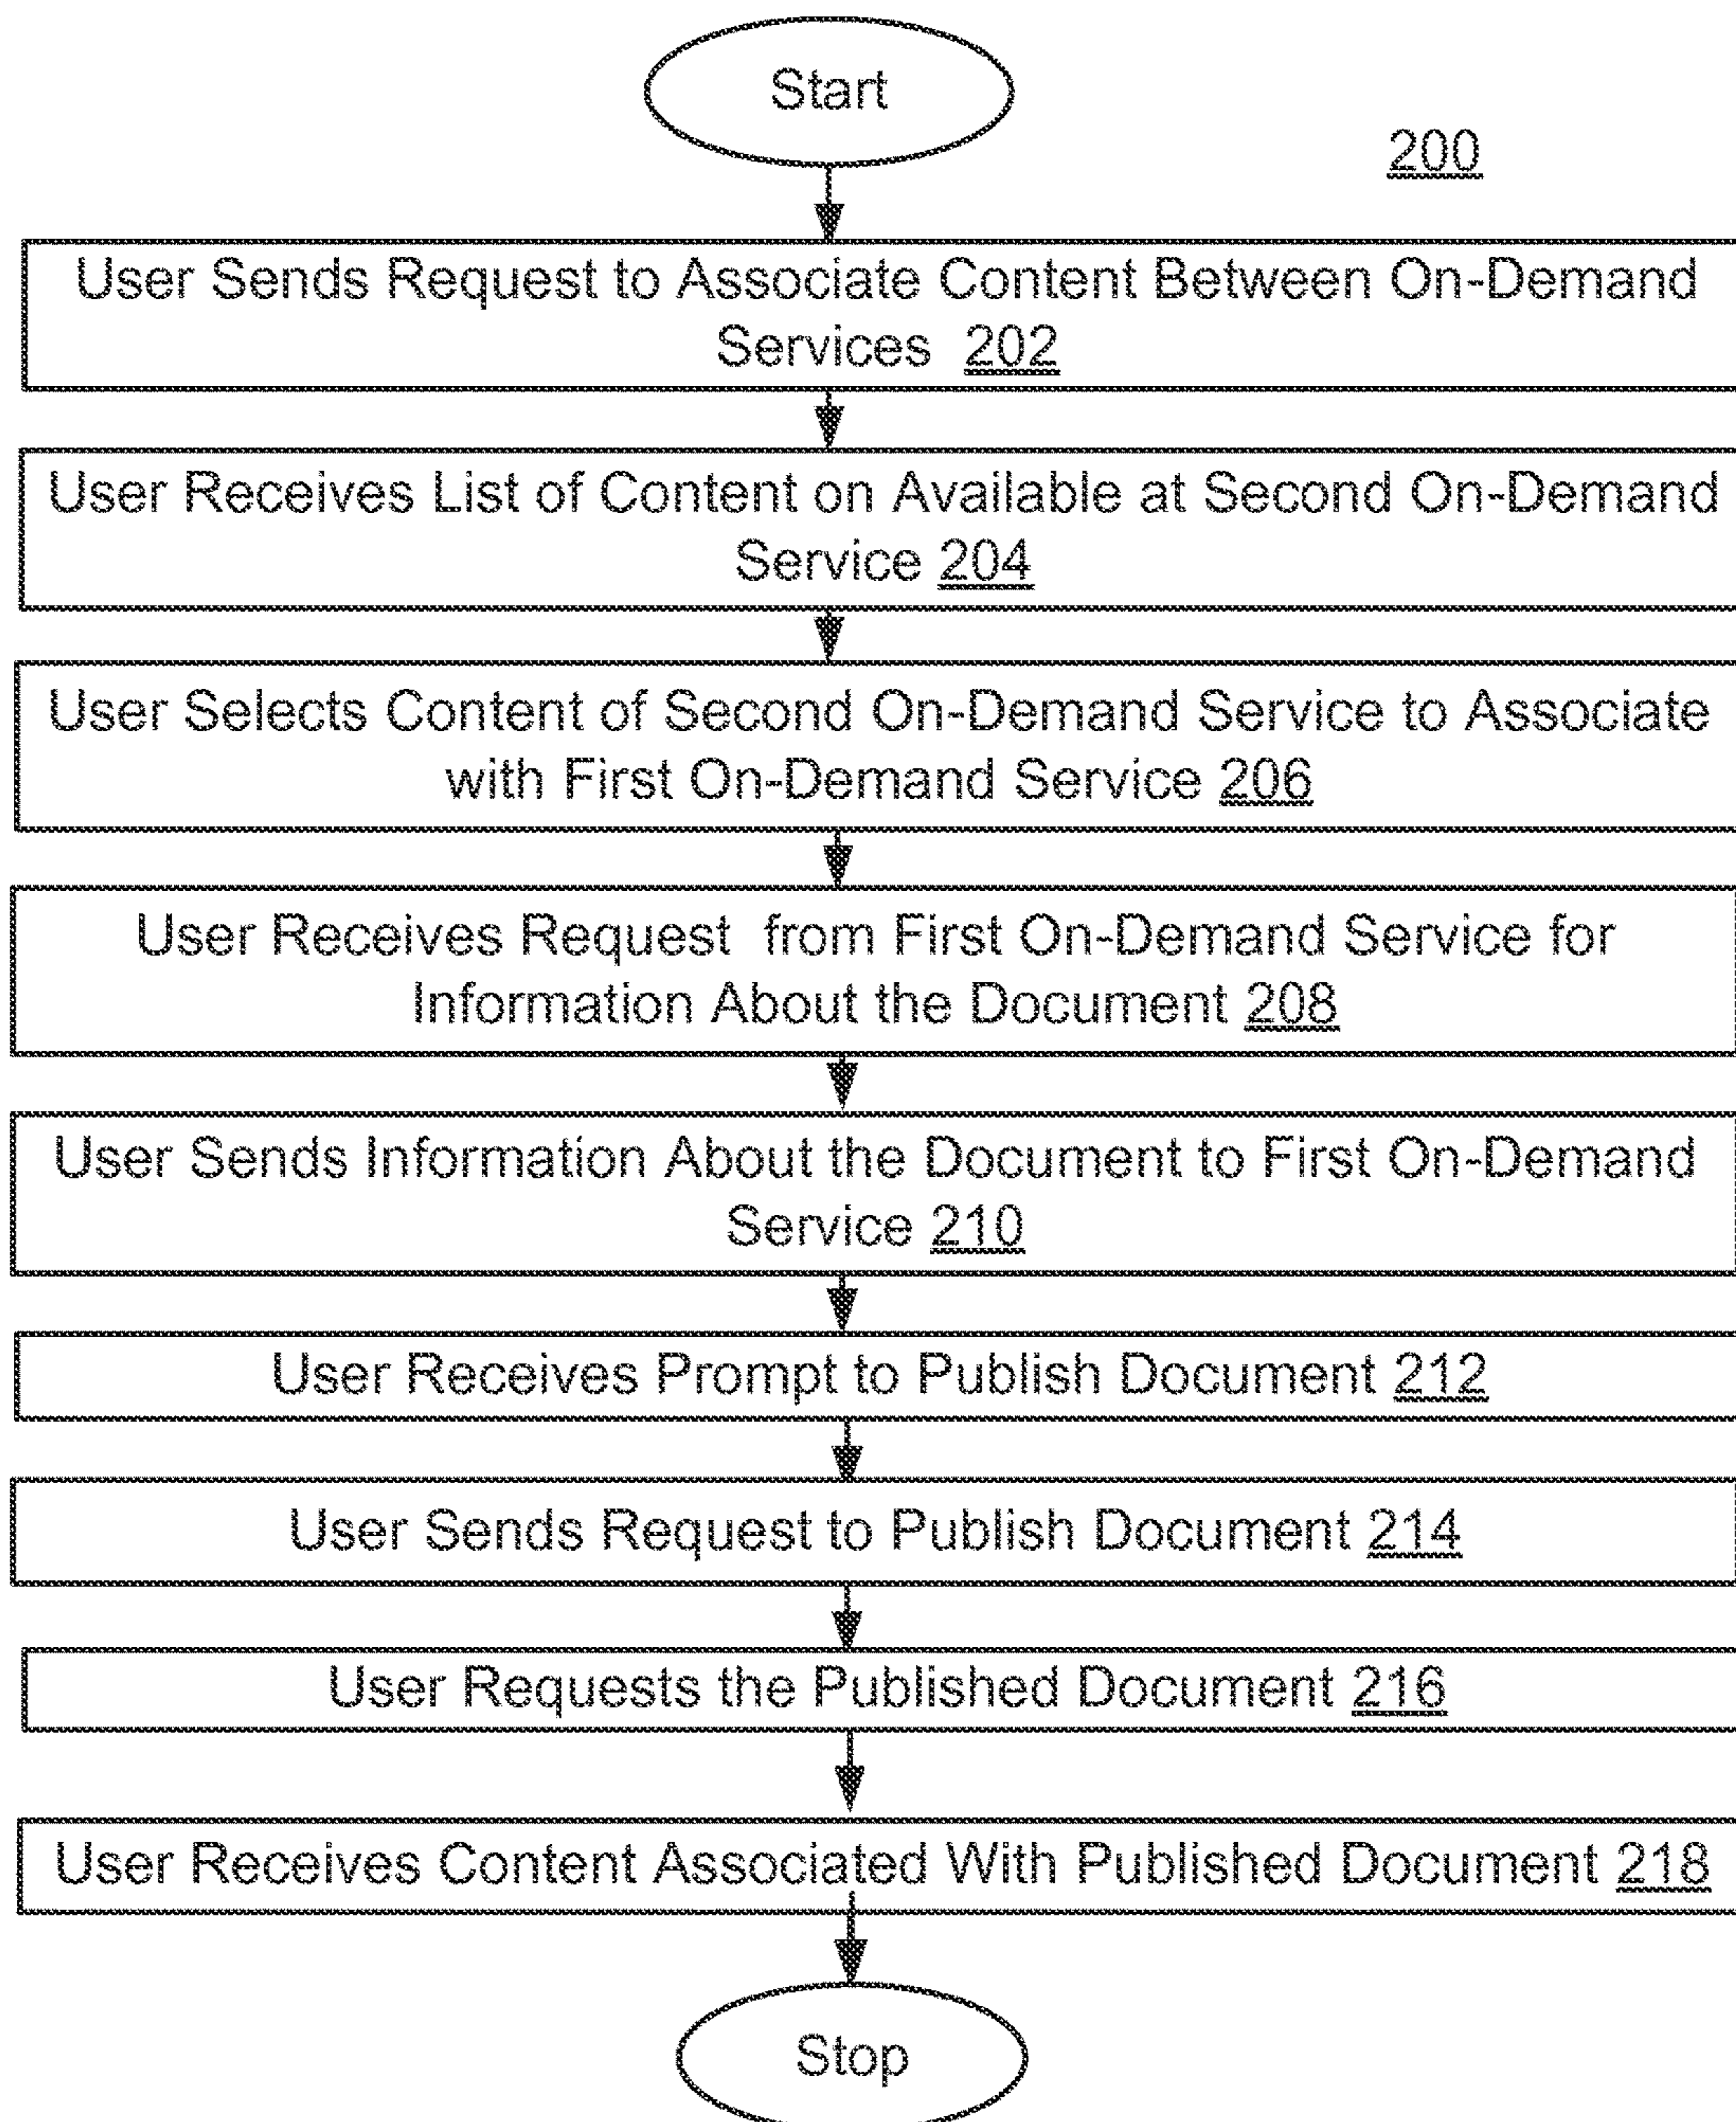 Start
200
User Sends Request to Associate Content Between On-Demand
Services 202
User Receives List of Content on Available at Second On-Demand
Service 204
User Selects Content of Second On-Demand Service to Associate
with First On-Demand Service 206
User Receives Request from First On-Demand Service for
Information About the Document 208
User Sends Information About the Document to First On-Demand
Service 210
User Receives Prompt to Publish Document 212
User Sends Request to Publish Document 214
User Requests the Published Document 216
User Receives Content Associated With Published Document 218
Stop